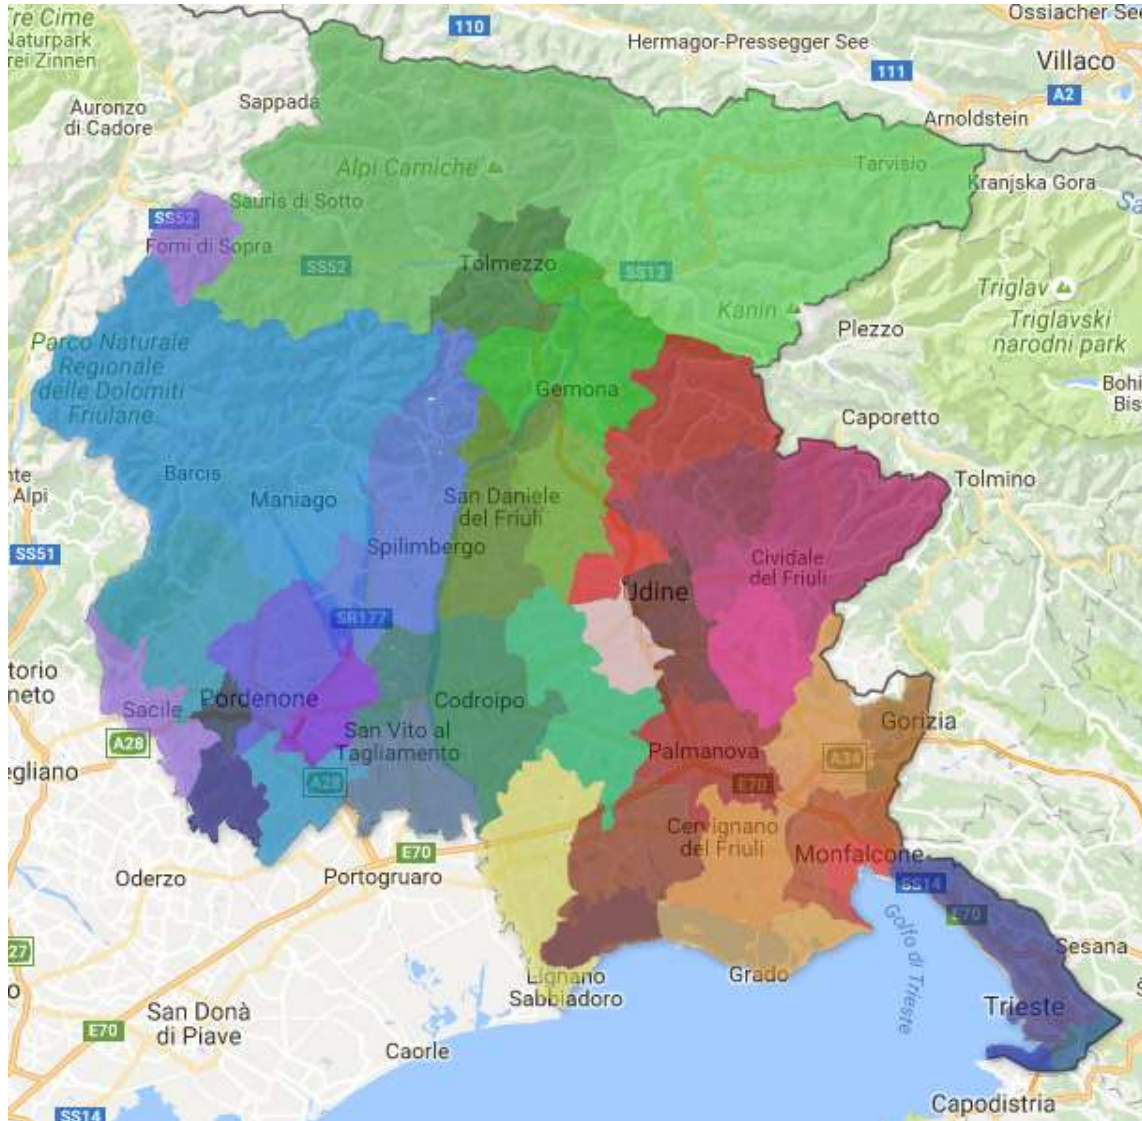 re Cime
Naturpark
rei Zinnen
110
Ossiacher See
Hermagor-Pressegger See
Villaco
111
A2
Auronzo
di Cadore
Sappada
Arnoldstein
Alpi Carniche
Tarvisio
Kranjska Gora
Sauris di Sotto
SS52
Forni di Sopra
SS52
Tolmezzo
SS13
Kanin
Triglav
Triglavski
narodni park
Plezzo
Parco Naturale
Regionale
delle Dolomiti
Friulane
Gemona
Bohi
Bis
Caporetto
Barcis
Maniago
San Daniele
del Friuli
Tolmino
nte
Alpi
SS51
Spilimbergo
Cividale
del Friuli
Udine
SR177
torio
neto
Sacile
Pordenone
Codroipo
Gorizia
A28
San Vito al
Tagliamento
Palmanova
A34
egliano
A28
E70
Cervignano
del Friuli
Monfalcone
E70
Oderzo
Portogruaro
SS14
E70
Golfo di Trieste
Sesana
27
Lignano
Sabbiadoro
Grado
San Donà
di Piave
Trieste
E70
Caorle
SS14
Capodistria